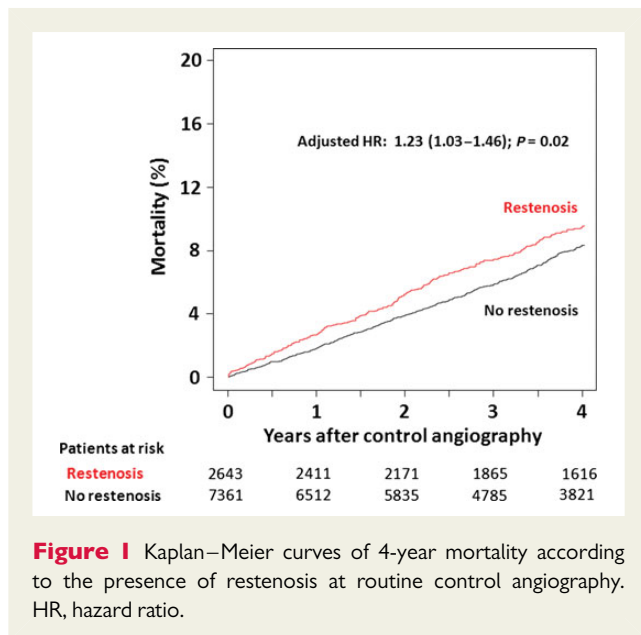 20
16
12
8
4
0
Mortality (%)
Adjusted HR: 1.23 (1.03–1.46); P = 0.02
Restenosis
No restenosis
0 1 2 3 4
Years after control angiography
Patients at risk
Restenosis 2643 2411 2171 1865 1616
No restenosis 7361 6512 5835 4785 3821
Figure 1 Kaplan–Meier curves of 4-year mortality according
to the presence of restenosis at routine control angiography.
HR, hazard ratio.